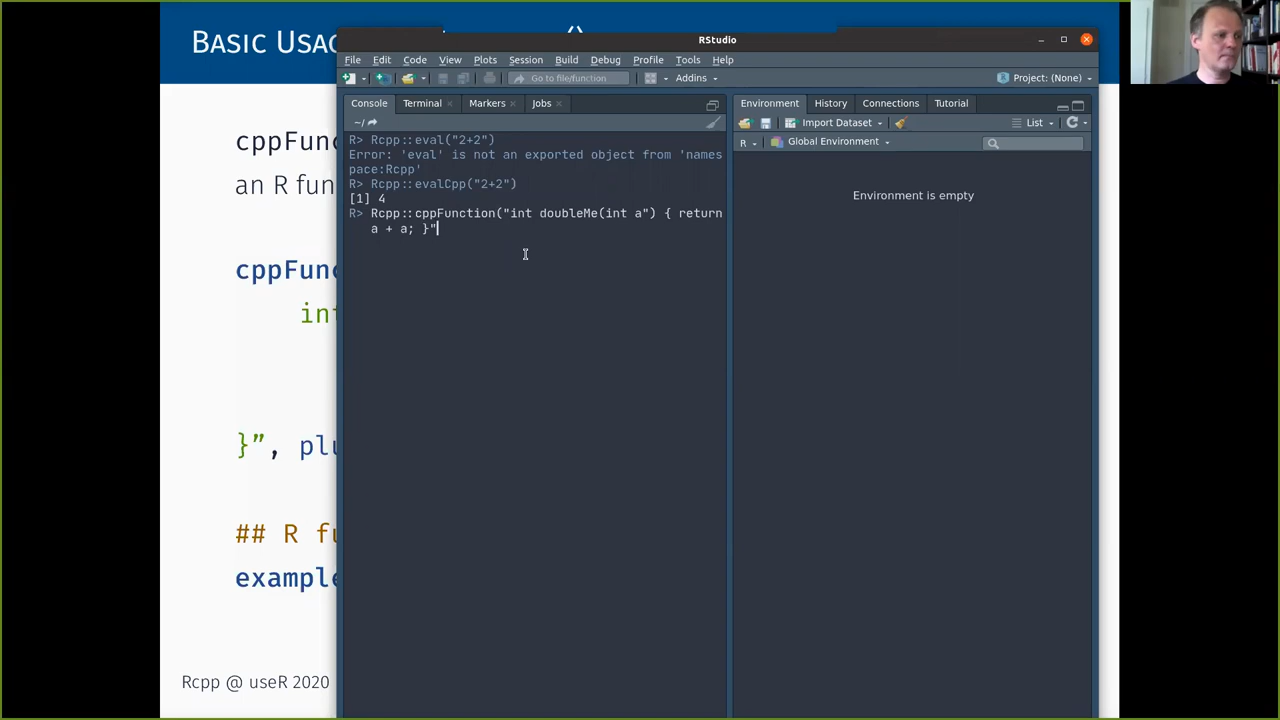 BASIC USAG
()
RStudio
File Edit Code View Plots Session Build Debug Profile Tools Help
Go to file/function
Addins
Project: (None)
Console Terminal Markers Jobs
Environment History Connections Tutorial
~/
Import Dataset
List
R
Global Environment
R> Rcpp::eval("2+2")
Error: 'eval' is not an exported object from 'names
pace:Rcpp'
R> Rcpp::evalCpp("2+2")
[1] 4
R> Rcpp::cppFunction("int doubleMe(int a") { return
a + a; }"
Environment is empty
cppFunc
an R fun
cppFunc
int
}”, plu
## R fu
example
Rcpp @ useR 2020